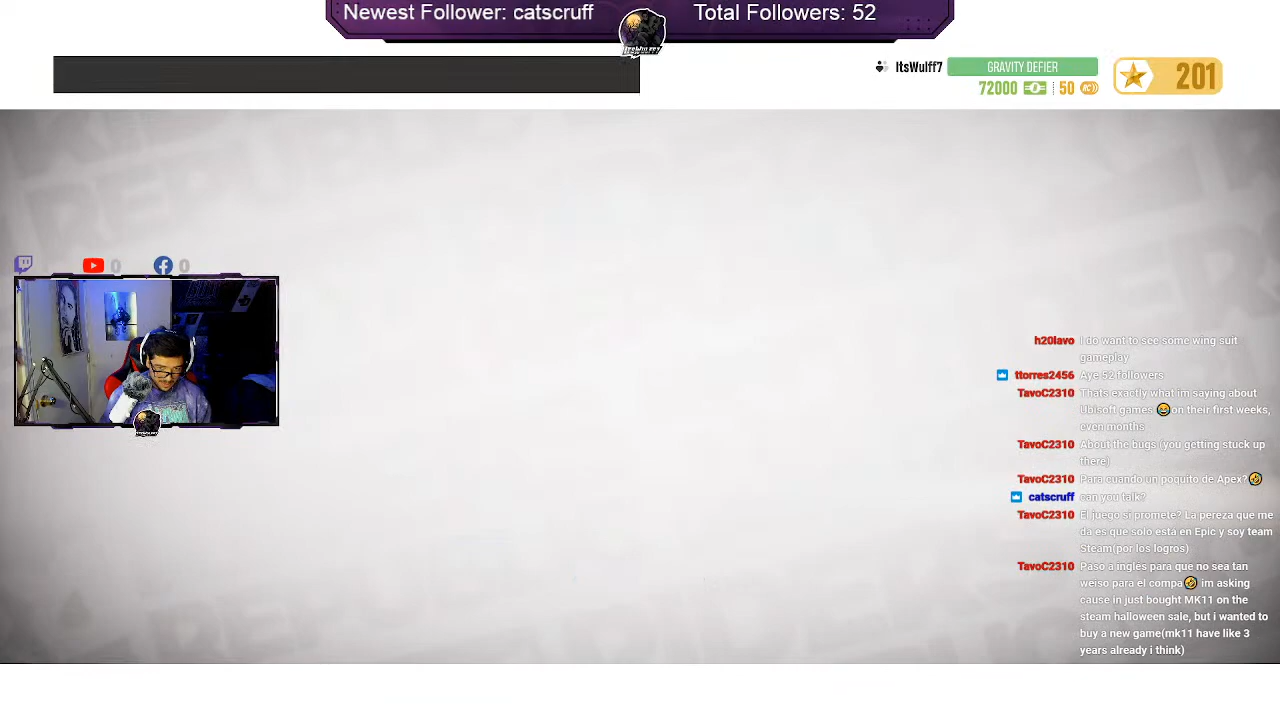 Newest Follower: catscruff
Total Followers: 52
ItsWulff7
GRAVITY DEFIER
72000
50
201
0
0
h20lavo I do want to see some wing suit
gameplay
ttorres2456 Aye 52 followers
TavoC2310 Thats exactly what im saying about
Ubisoft games 😂on their first weeks,
even months
TavoC2310 About the bugs (you getting stuck up
there)
TavoC2310 Para cuando un poquito de Apex?🤣
catscruff can you talk?
TavoC2310 El juego si promete? La pereza que me
da es que solo esta en Epic y soy team
Steam(por los logros)
TavoC2310 Paso a inglés para que no sea tan
weiso para el compa🤣 im asking
cause in just bought MK11 on the
steam halloween sale, but i wanted to
buy a new game(mk11 have like 3
years already i think)